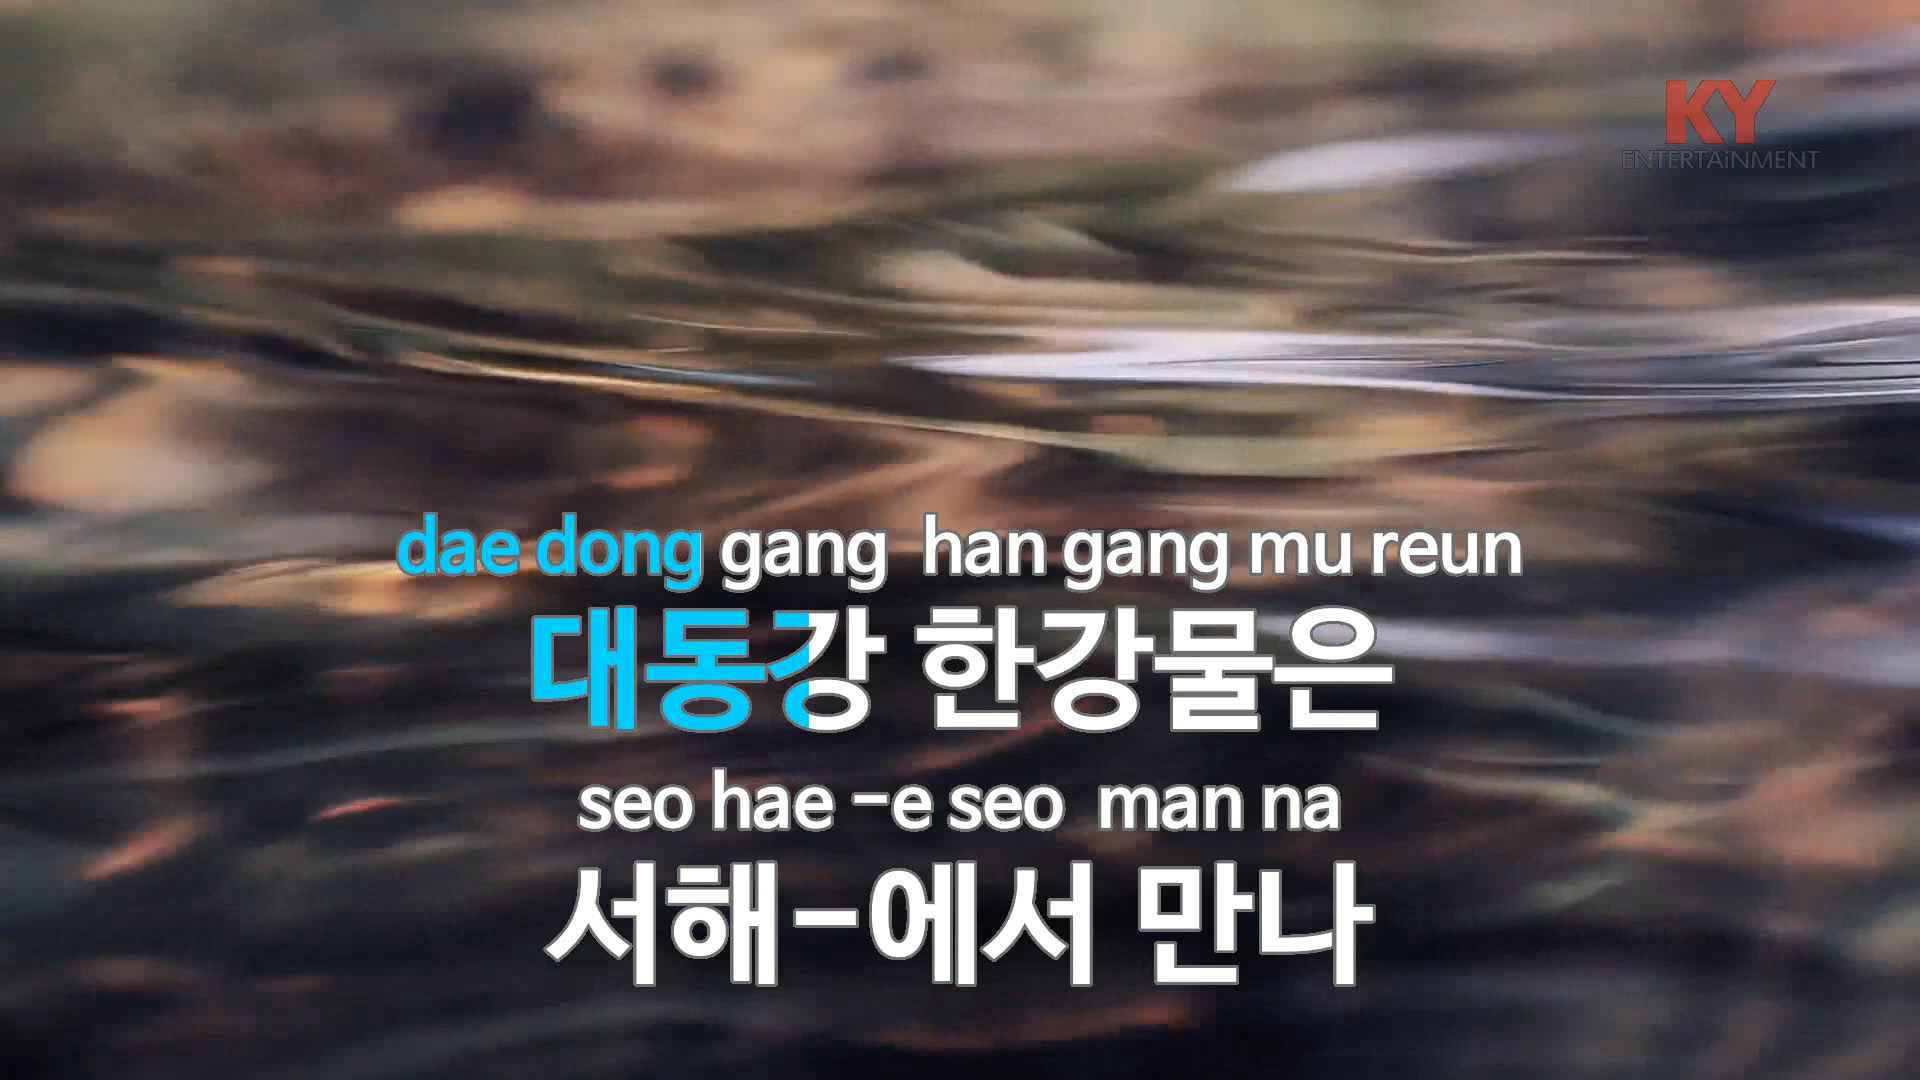 KY
ENTERTAiNMENT
dae dong gang han gang mu reun
대동강 한강물은
seo hae -e seo man na
서해-에서 만나